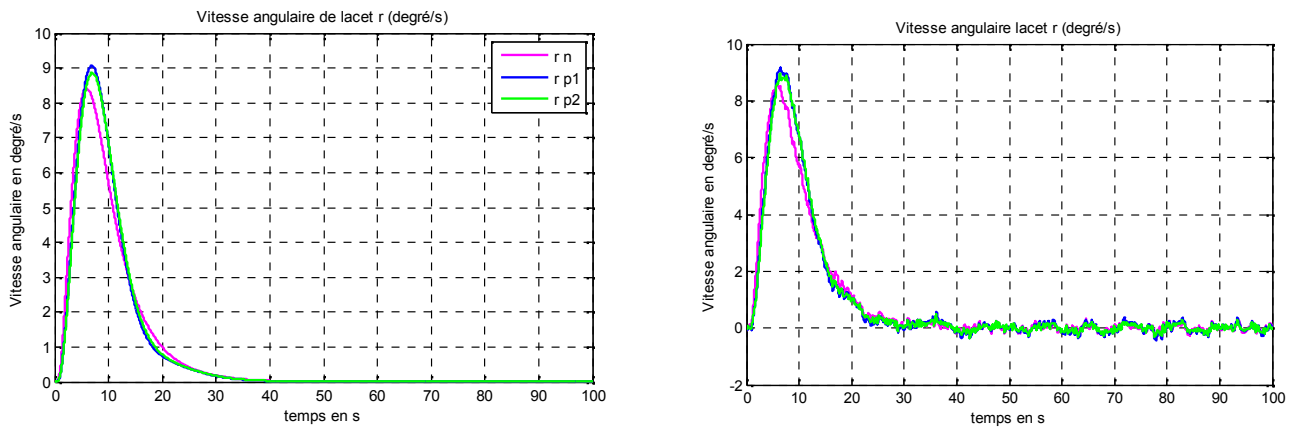 Vitesse angulaire de lacet r (degré/s)
Vitesse angulaire en degré/s
10
9
8
7
6
5
4
3
2
1
0
r n
r p1
r p2
0 10 20 30 40 50 60 70 80 90 100
temps en s
Vitesse angulaire lacet r (degré/s)
Vitesse angulaire en degré/s
10
8
6
4
2
0
-2
0 10 20 30 40 50 60 70 80 90 100
temps en s